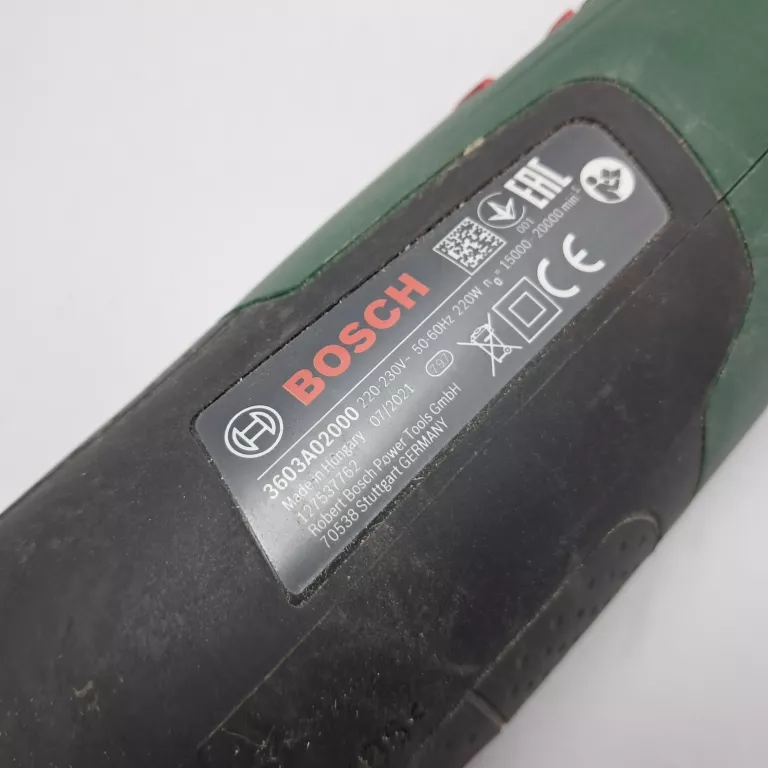 BOSCH
3603A02000 220-230V~ 50-60Hz 220W n0= 15000 - 20000 min-1
Made in Hungary 07/2021 797
127537762
Robert Bosch Power Tools GmbH
70538 Stuttgart GERMANY
001
EAC
CE